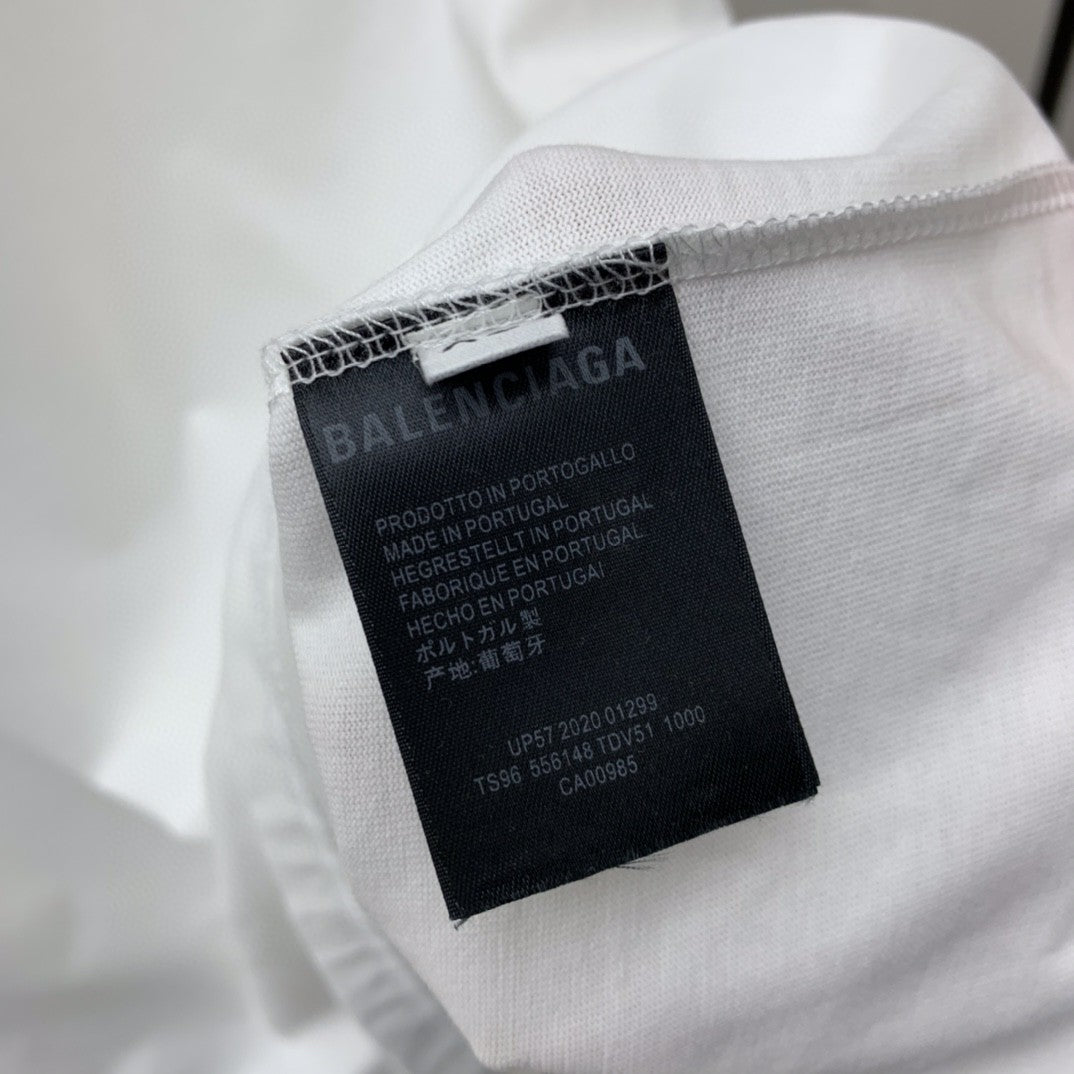 BALENCIAGA
PRODOTTO IN PORTOGALLO
MADE IN PORTUGAL
HEGRESTELLT IN PORTUGAL
FABORIQUE EN PORTUGAL
HECHO EN PORTUGAI
ポルトガル製
产地:葡萄牙
UP57 2020 01299
TS96 556148 TDV51 1000
CA00985